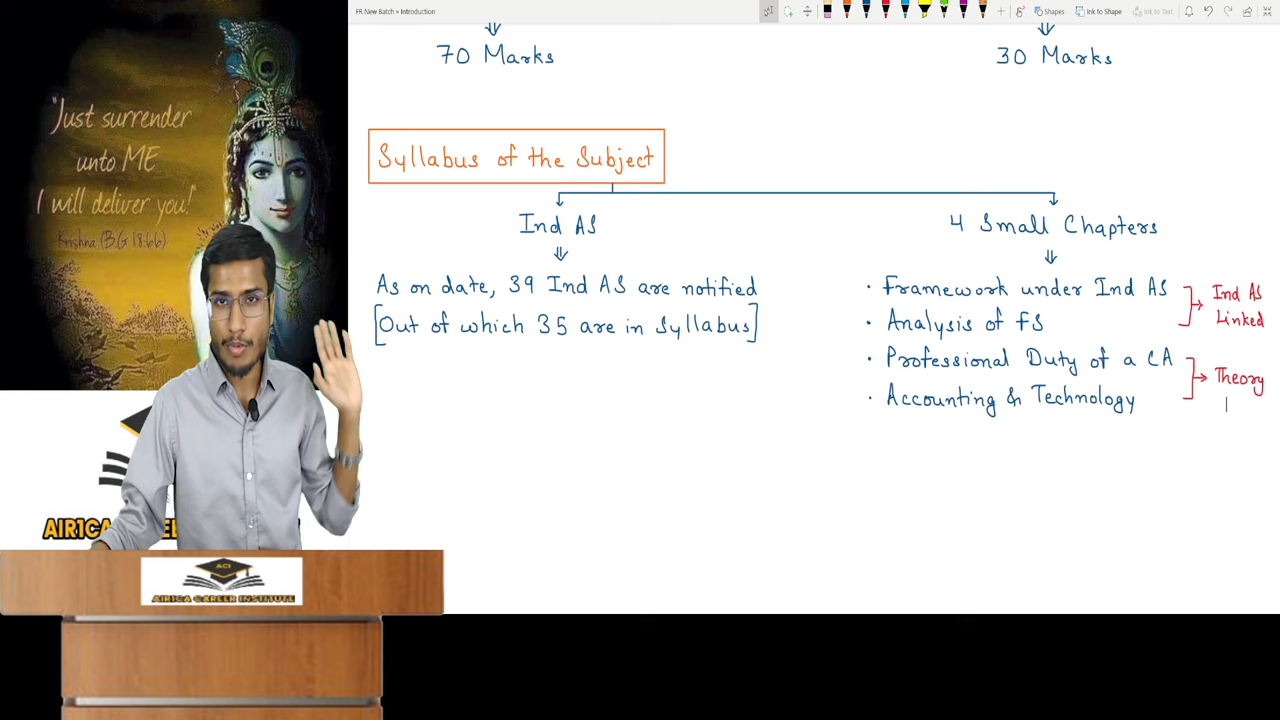 FR New Batch » Introduction
Shapes
Ink to Shape
Ink to Text
70 Marks
30 Marks
"Just surrender
unto ME
I will deliver you!"
Krishna (BG 18:66)
Syllabus of the Subject
Ind AS
As on date, 39 Ind AS are notified
[Out of which 35 are in Syllabus]
4 Small Chapters
· Framework under Ind AS
· Analysis of FS
Ind AS
Linked
· Professional Duty of a CA
· Accounting & Technology
Theory
AIR1CA
ACI
AIR1CA CAREER INSTITUTE